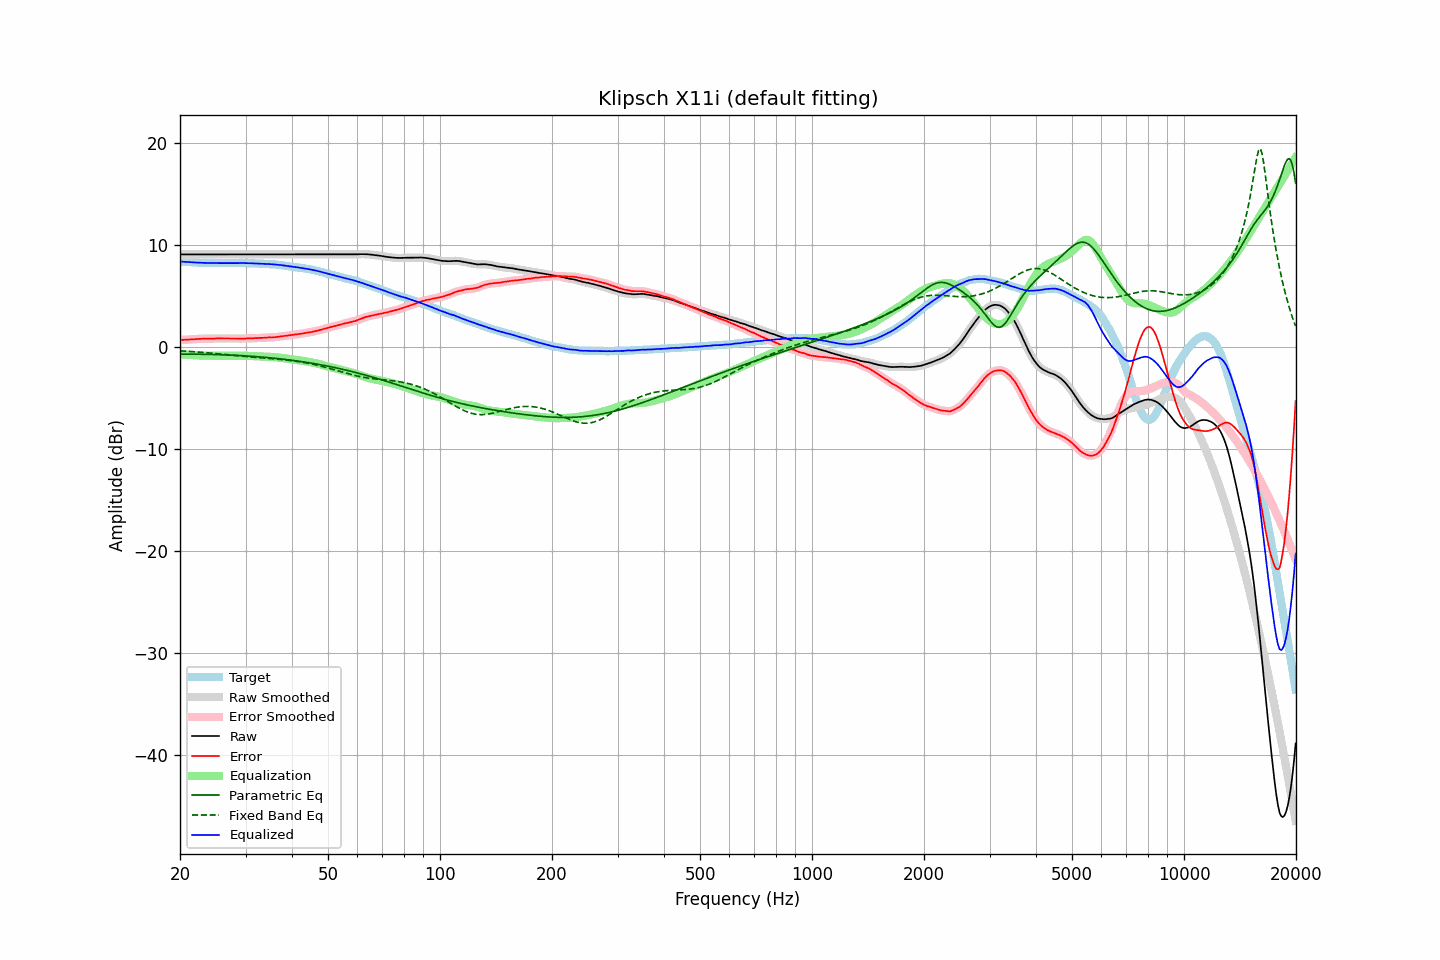 Klipsch X11i (default fitting)
20
10
0
−10
−20
−30
−40
Amplitude (dBr)
Target
Raw Smoothed
Error Smoothed
Raw
Error
Equalization
Parametric Eq
Fixed Band Eq
Equalized
20 50 100 200 500 1000 2000 5000 10000 20000
Frequency (Hz)